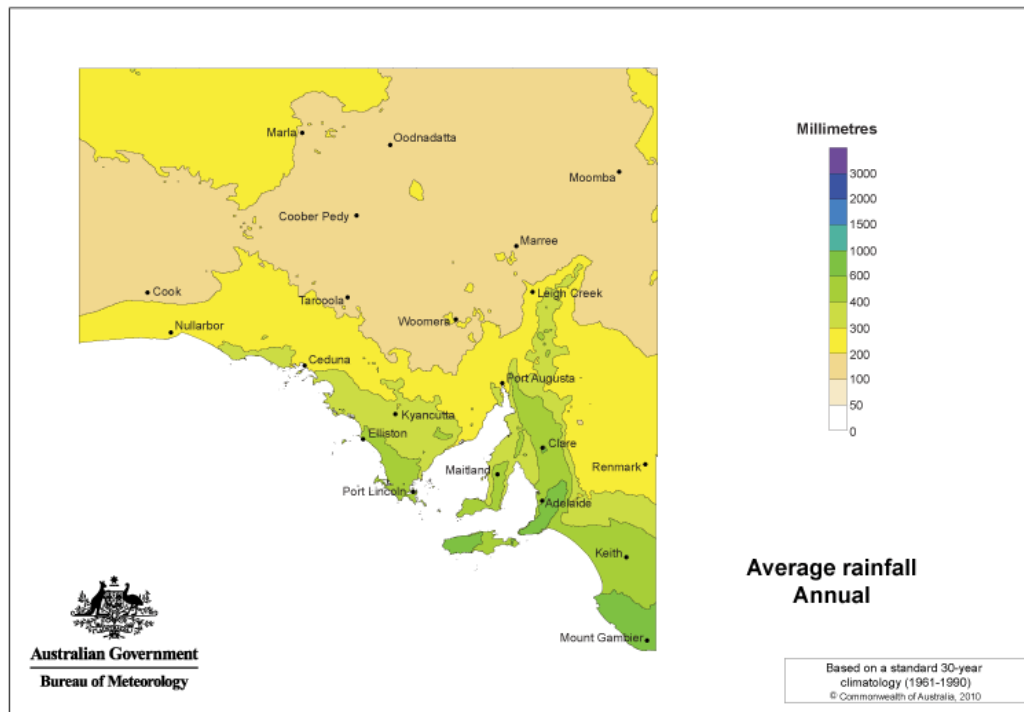 Millimetres
3000
2000
1500
1000
600
400
300
200
100
50
0
Marla
Oodnadatta
Moomba
Coober Pedy
Marree
Cook
Tarcoola
Leigh Creek
Woomera
Nullarbor
Ceduna
Port Augusta
Kyancutta
Elliston
Clare
Maitland
Renmark
Port Lincoln
Adelaide
Keith
Mount Gambier
Average rainfall
Annual
Australian Government
Bureau of Meteorology
Based on a standard 30-year
climatology (1961-1990)
© Commonwealth of Australia, 2010